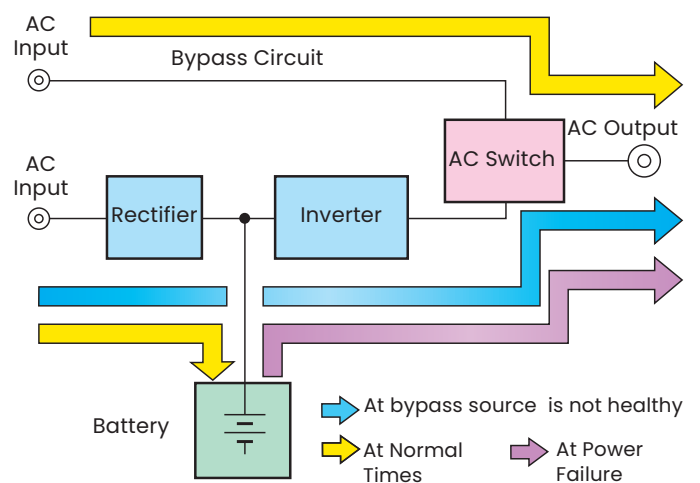 AC
Input
Bypass Circuit
AC Output
AC Switch
AC
Input
Rectifier
Inverter
Battery
At bypass source is not healthy
At Normal
Times
At Power
Failure